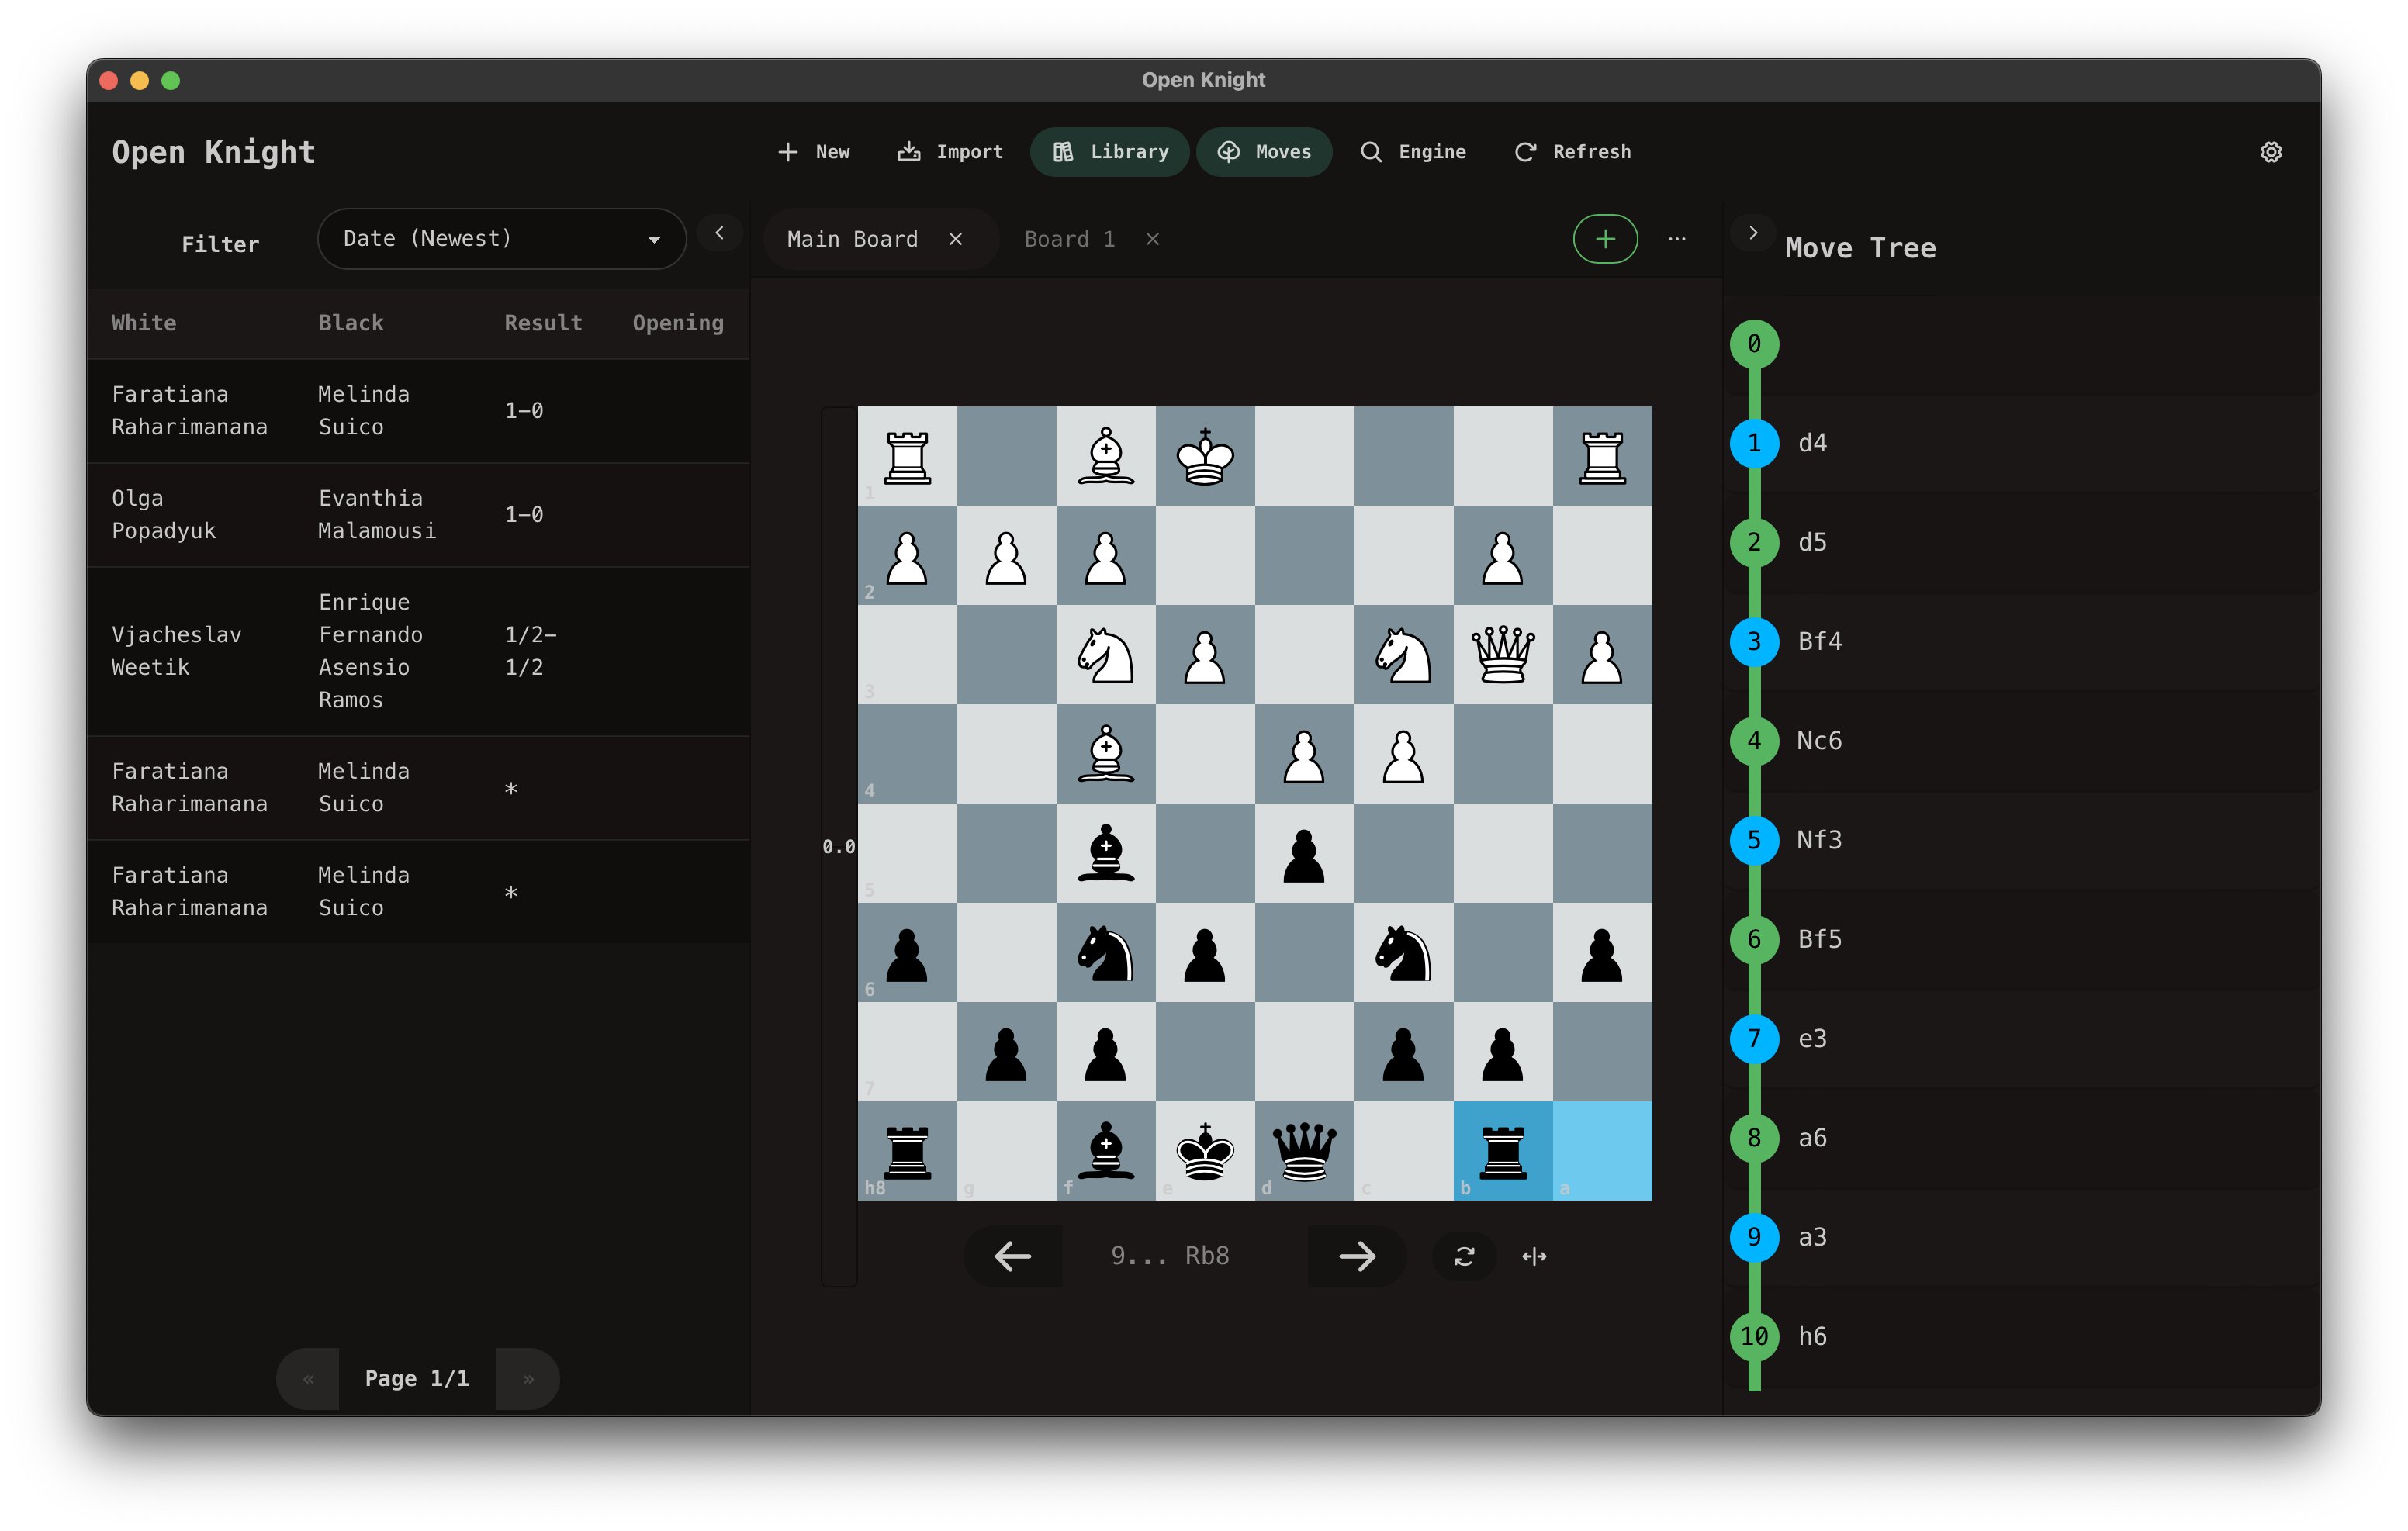 Open Knight
Open Knight
New
Import
Library
Moves
Engine
Refresh
Filter
Date (Newest)
White Black Result Opening
Faratiana Raharimanana
Melinda Suico
1-0
Olga Popadyuk
Evanthia Malamousi
1-0
Vjacheslav Weetik
Enrique Fernando Asensio Ramos
1/2-1/2
Faratiana Raharimanana
Melinda Suico
*
Faratiana Raharimanana
Melinda Suico
*
« Page 1/1 »
Main Board
Board 1
0.0
1
2
3
4
5
6
7
h8 g f e d c b a
9... Rb8
Move Tree
0
1 d4
2 d5
3 Bf4
4 Nc6
5 Nf3
6 Bf5
7 e3
8 a6
9 a3
10 h6